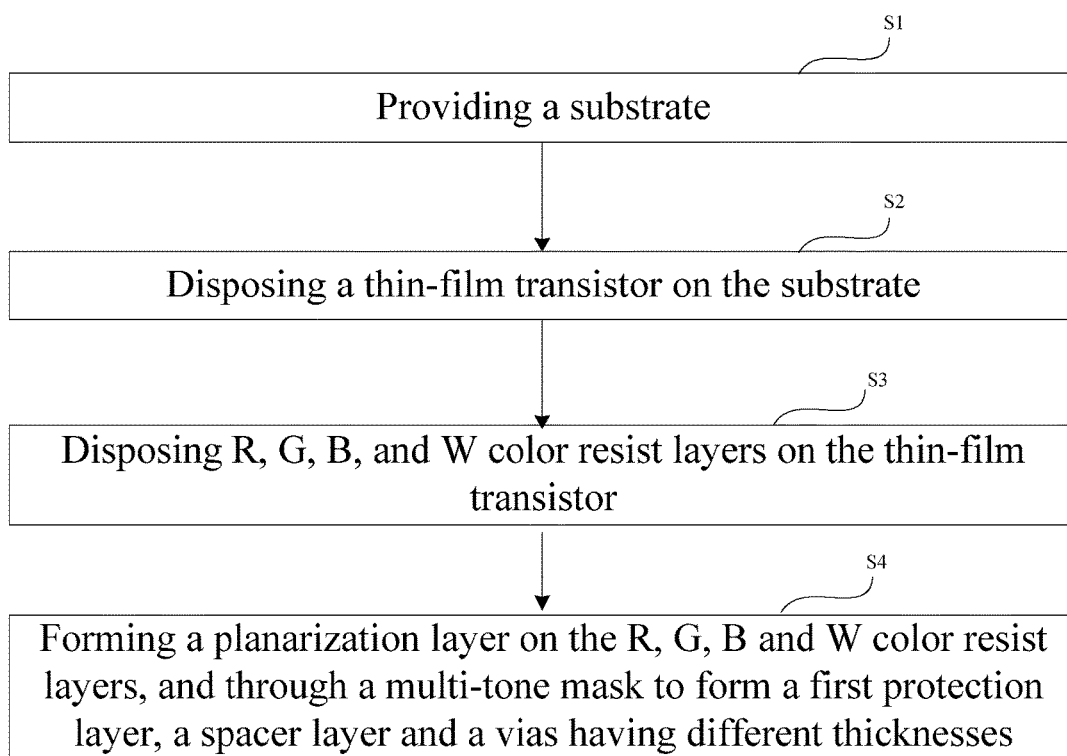 S1
Providing a substrate
S2
Disposing a thin-film transistor on the substrate
S3
Disposing R, G, B, and W color resist layers on the thin-film
transistor
S4
Forming a planarization layer on the R, G, B and W color resist
layers, and through a multi-tone mask to form a first protection
layer, a spacer layer and a vias having different thicknesses